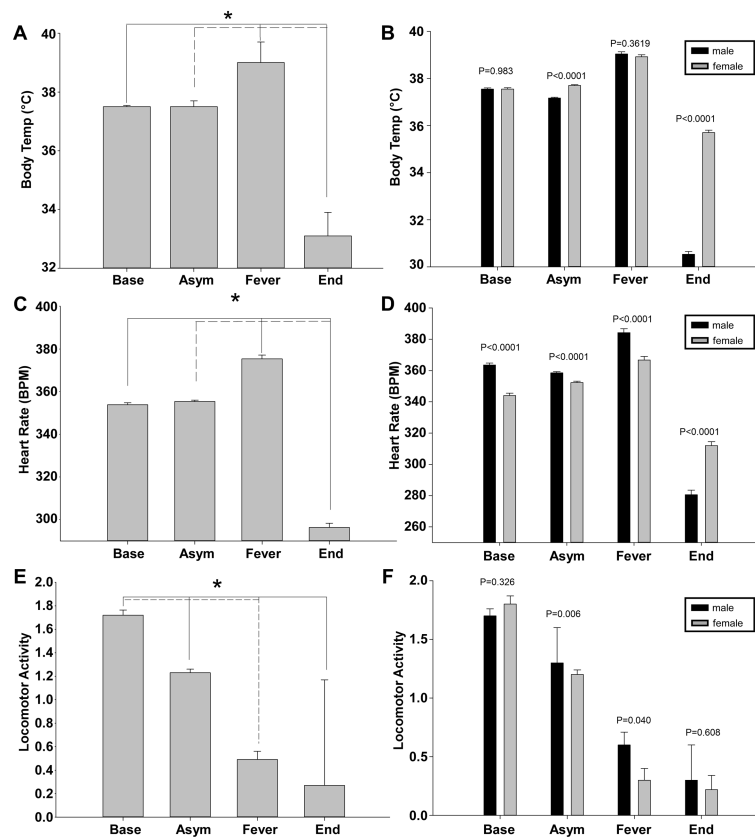 A
*
40
38
36
34
32
Body Temp (°C)
Base Asym Fever End
B
male
female
P=0.983
P<0.0001
P=0.3619
P<0.0001
40
38
36
34
32
30
Body Temp (°C)
Base Asym Fever End
C
*
400
380
360
340
320
300
Heart Rate (BPM)
Base Asym Fever End
D
male
female
P<0.0001
P<0.0001
P<0.0001
P<0.0001
400
380
360
340
320
300
280
260
Heart Rate (BPM)
Base Asym Fever End
E
*
2.0
1.8
1.6
1.4
1.2
1.0
0.8
0.6
0.4
0.2
0.0
Locomotor Activity
Base Asym Fever End
F
male
female
P=0.326
P=0.006
P=0.040
P=0.608
2.0
1.5
1.0
0.5
0.0
Locomotor Activity
Base Asym Fever End